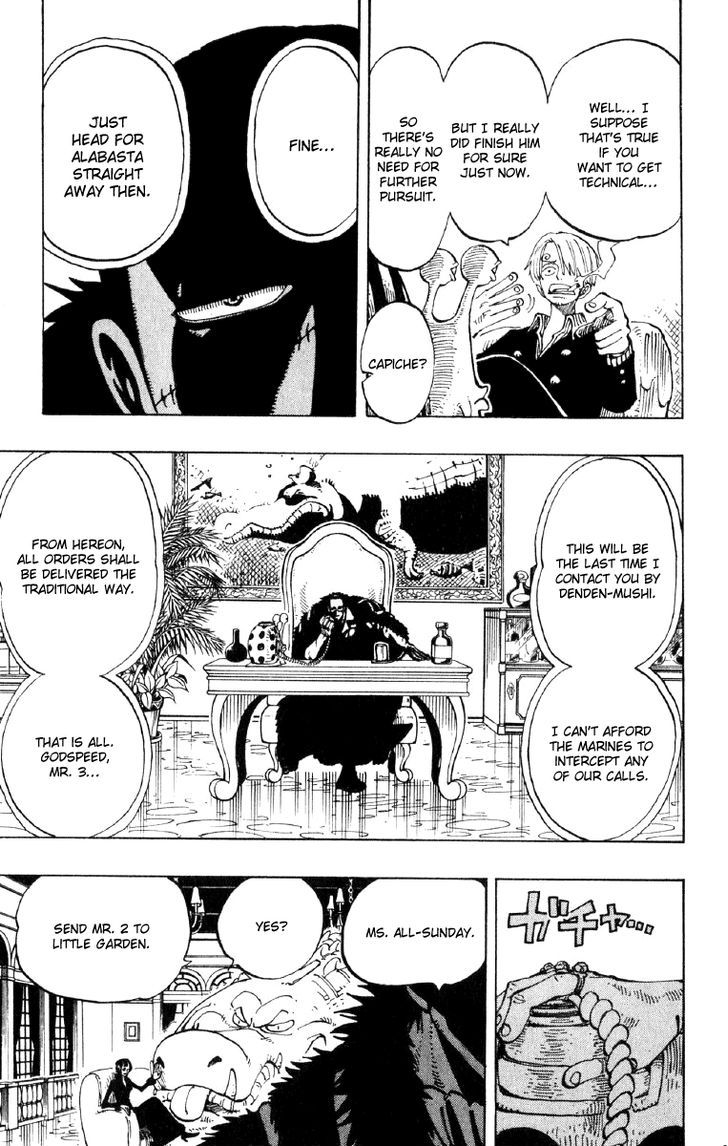 WELL... I
SUPPOSE
THAT'S TRUE
IF YOU
WANT TO GET
TECHNICAL...
BUT I REALLY
DID FINISH HIM
FOR SURE
JUST NOW.
SO
THERE'S
REALLY NO
NEED FOR
FURTHER
PURSUIT.
CAPICHE?
FINE...
JUST
HEAD FOR
ALABASTA
STRAIGHT
AWAY THEN.
THIS WILL BE
THE LAST TIME I
CONTACT YOU BY
DENDEN-MUSHI.
I CAN'T AFFORD
THE MARINES TO
INTERCEPT ANY
OF OUR CALLS.
FROM HEREON,
ALL ORDERS SHALL
BE DELIVERED THE
TRADITIONAL WAY.
THAT IS ALL.
GODSPEED,
MR. 3...
ガチャ...
MS. ALL-SUNDAY.
YES?
SEND MR. 2 TO
LITTLE GARDEN.